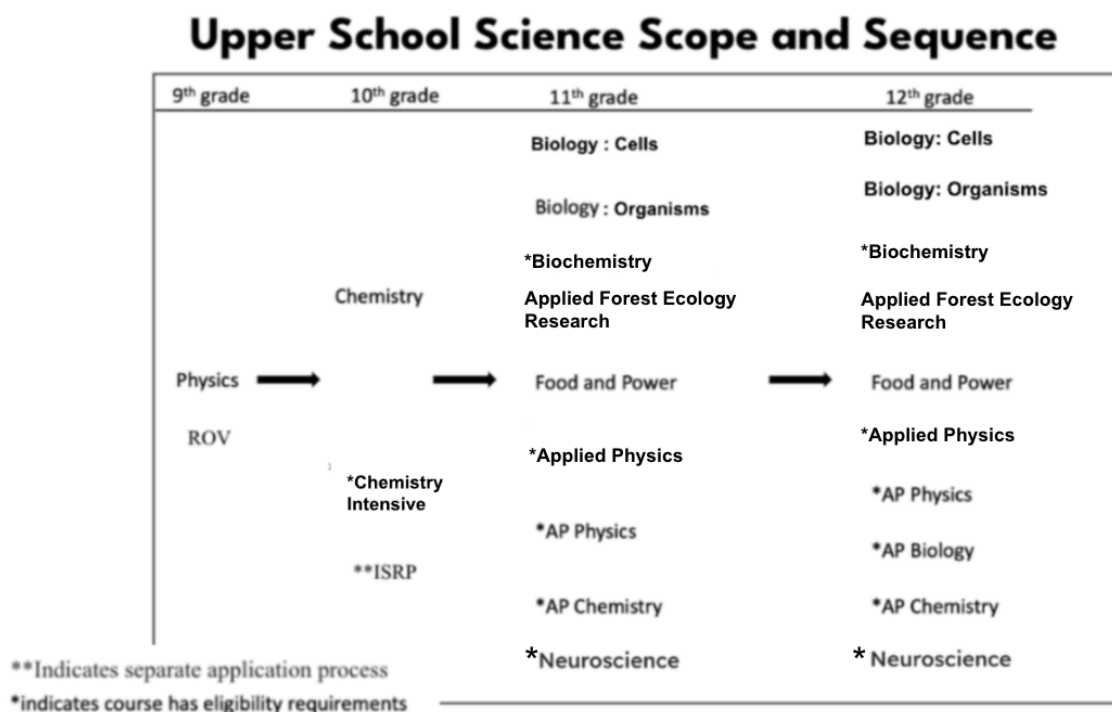 Upper School Science Scope and Sequence
9th grade
10th grade
11th grade
12th grade
Biology : Cells
Biology: Cells
Biology : Organisms
Biology: Organisms
*Biochemistry
*Biochemistry
Chemistry
Applied Forest Ecology
Research
Applied Forest Ecology
Research
Physics
Food and Power
Food and Power
ROV
*Applied Physics
*Applied Physics
*Chemistry
Intensive
*AP Physics
*AP Physics
*AP Biology
**ISRP
*AP Chemistry
*AP Chemistry
*Neuroscience
* Neuroscience
**Indicates separate application process
*indicates course has eligibility requirements